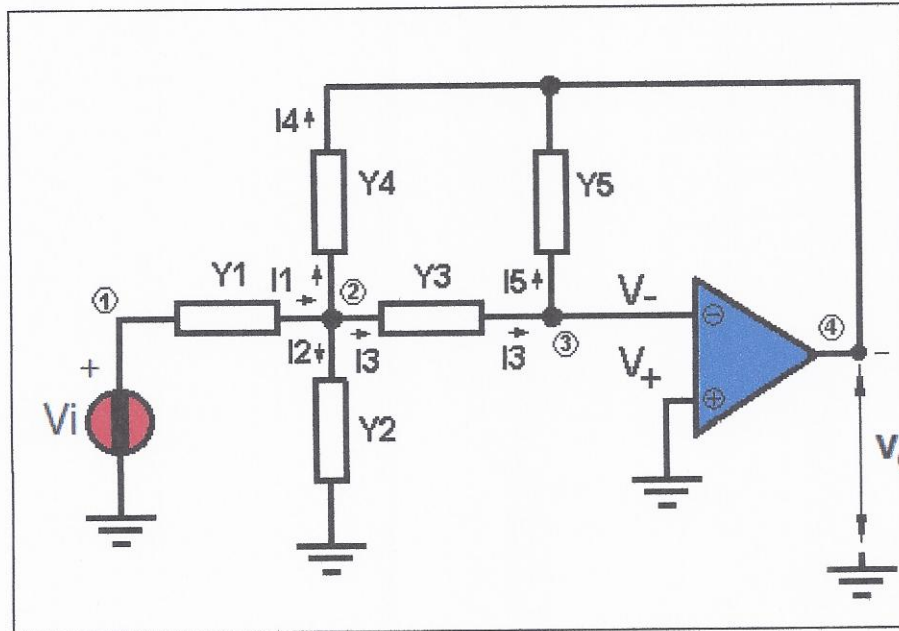 I4
Y4
Y5
Y1
I1
②
Y3
I5
V-
①
③
④
-
+
I2
I3
I3
V+
⊖
⊕
Vi
Y2
V